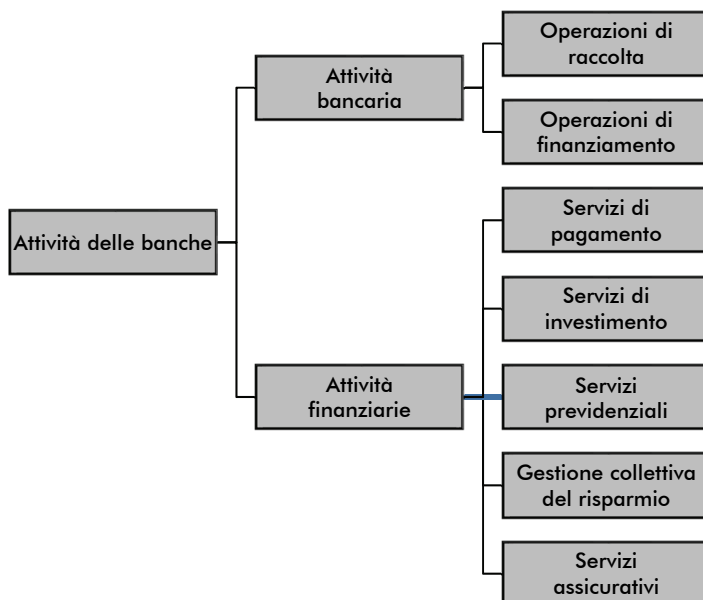 Attività delle banche
Attività
bancaria
Operazioni di
raccolta
Operazioni di
finanziamento
Attività
finanziarie
Servizi di
pagamento
Servizi di
investimento
Servizi
previdenziali
Gestione collettiva
del risparmio
Servizi
assicurativi